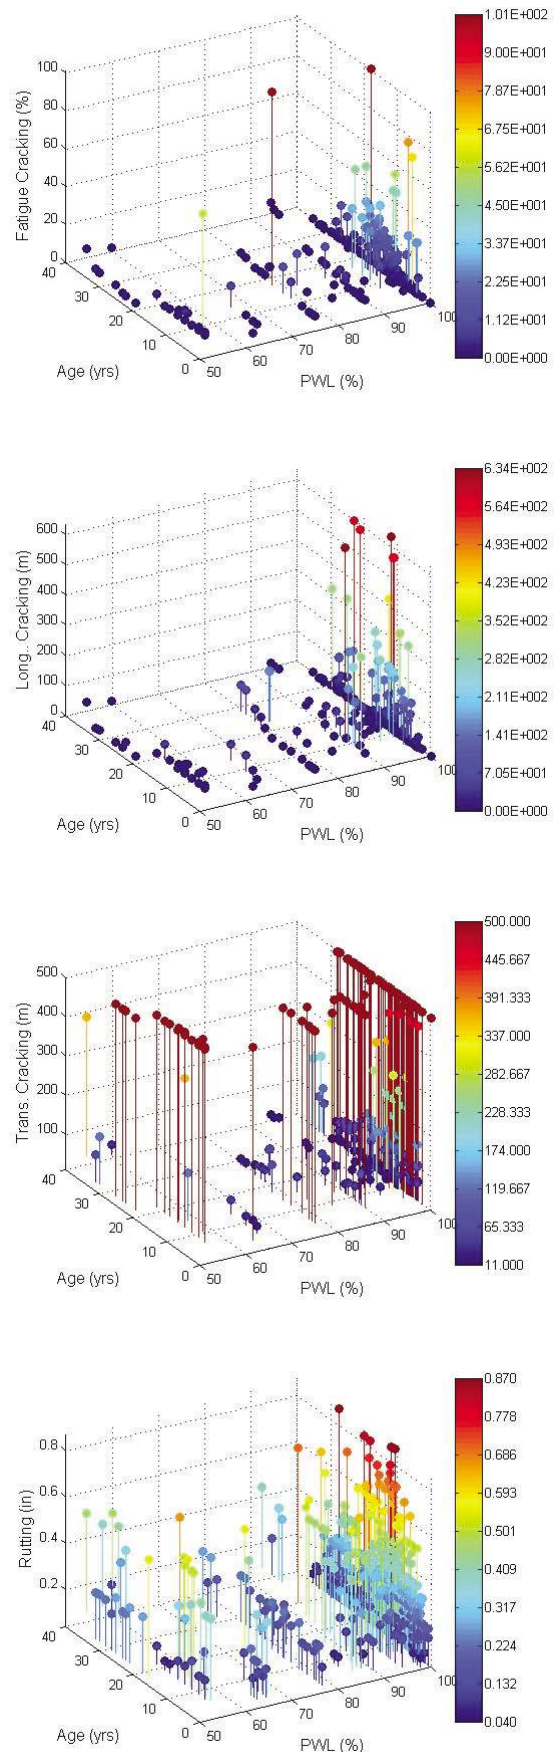 Fatigue Cracking (%)
100
80
60
40
20
0
40
30
20
10
0
Age (yrs)
50
60
70
80
90
100
PWL (%)
1.01E+002
9.00E+001
7.87E+001
6.75E+001
5.62E+001
4.50E+001
3.37E+001
2.25E+001
1.12E+001
0.00E+000
Long.. Cracking (m)
600
500
400
300
200
100
0
40
30
20
10
0
Age (yrs)
50
60
70
80
90
100
PWL (%)
6.34E+002
5.64E+002
4.93E+002
4.23E+002
3.52E+002
2.82E+002
2.11E+002
1.41E+002
7.05E+001
0.00E+000
Trans. Cracking (m)
500
400
300
200
100
40
30
20
10
0
Age (yrs)
50
60
70
80
90
100
PWL (%)
500.000
445.667
391.333
337.000
282.667
228.333
174.000
119.667
65.333
11.000
Rutting (in)
0.8
0.6
0.4
0.2
40
30
20
10
0
Age (yrs)
50
60
70
80
90
100
PWL (%)
0.870
0.778
0.686
0.593
0.501
0.409
0.317
0.224
0.132
0.040